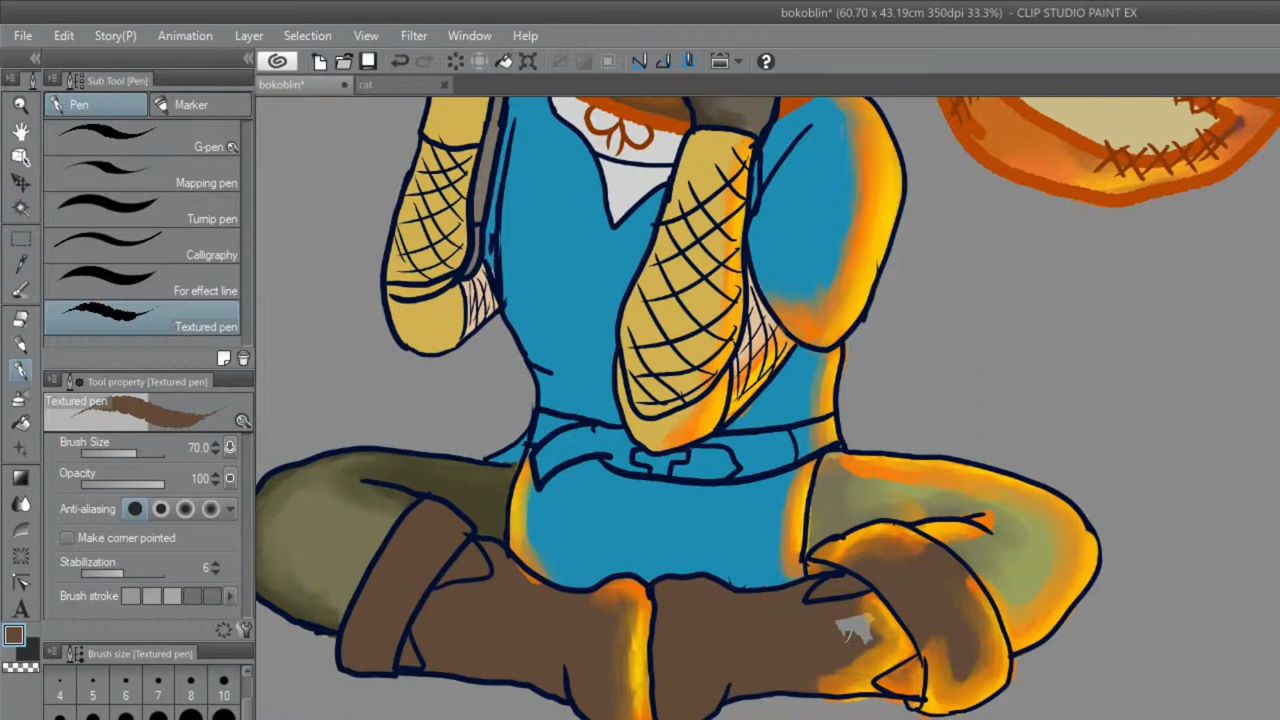 bokoblin* (60.70 x 43.19cm 350dpi 33.3%) - CLIP STUDIO PAINT EX
File Edit Story(P) Animation Layer Selection View Filter Window Help
Sub Tool [Pen]
bokoblin* cat
Pen Marker
G-pen
Mapping pen
Turnip pen
Calligraphy
For effect line
Textured pen
Tool property [Textured pen]
Textured pen
Brush Size 70.0
Opacity 100
Anti-aliasing
Make corner pointed
Stabilization 6
Brush stroke
Brush size [Textured pen]
4 5 6 7 8 10